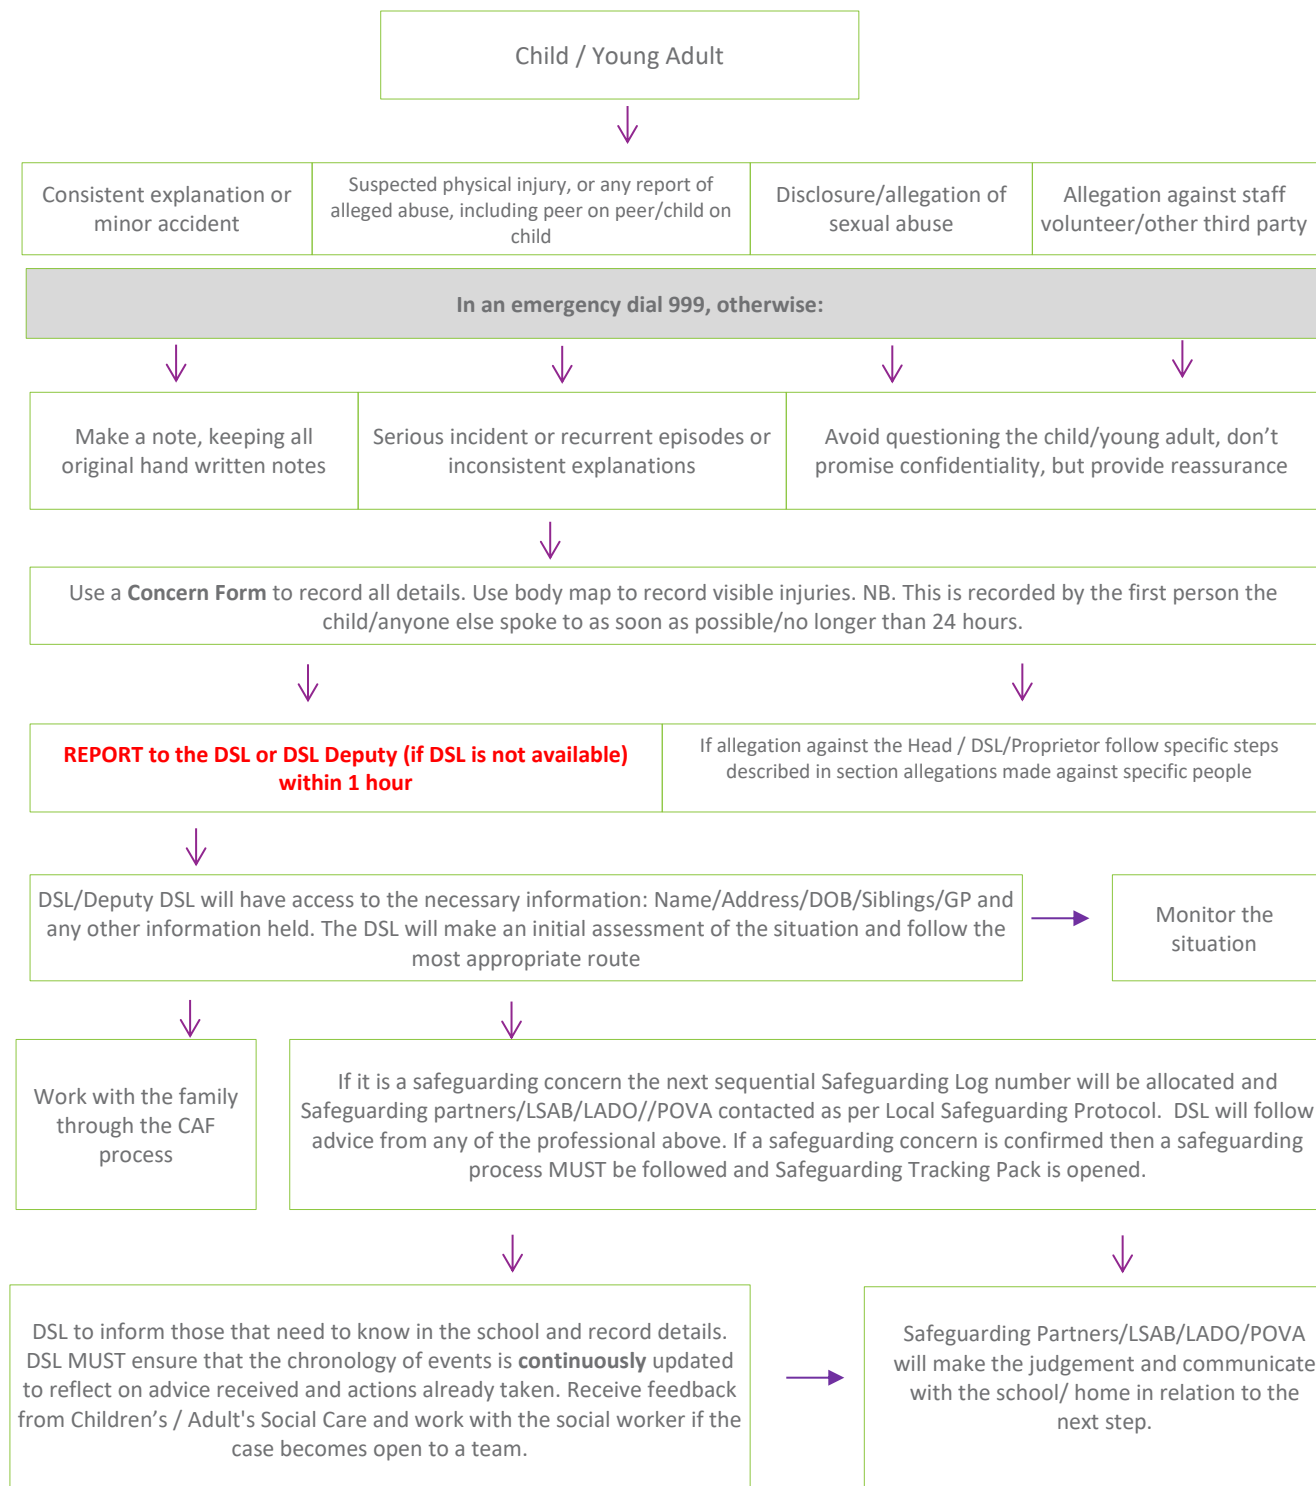 Child / Young Adult
Consistent explanation or
minor accident
Suspected physical injury, or any report of
alleged abuse, including peer on peer/child on
child
Disclosure/allegation of
sexual abuse
Allegation against staff
volunteer/other third party
In an emergency dial 999, otherwise:
Make a note, keeping all
original hand written notes
Serious incident or recurrent episodes or
inconsistent explanations
Avoid questioning the child/young adult, don’t
promise confidentiality, but provide reassurance
Use a Concern Form to record all details. Use body map to record visible injuries. NB. This is recorded by the first person the
child/anyone else spoke to as soon as possible/no longer than 24 hours.
REPORT to the DSL or DSL Deputy (if DSL is not available)
within 1 hour
If allegation against the Head / DSL/Proprietor follow specific steps
described in section allegations made against specific people
DSL/Deputy DSL will have access to the necessary information: Name/Address/DOB/Siblings/GP and
any other information held. The DSL will make an initial assessment of the situation and follow the
most appropriate route
Monitor the
situation
Work with the family
through the CAF
process
If it is a safeguarding concern the next sequential Safeguarding Log number will be allocated and
Safeguarding partners/LSAB/LADO//POVA contacted as per Local Safeguarding Protocol.  DSL will follow
advice from any of the professional above. If a safeguarding concern is confirmed then a safeguarding
process MUST be followed and Safeguarding Tracking Pack is opened.
DSL to inform those that need to know in the school and record details.
DSL MUST ensure that the chronology of events is continuously updated
to reflect on advice received and actions already taken. Receive feedback
from Children’s / Adult's Social Care and work with the social worker if the
case becomes open to a team.
Safeguarding Partners/LSAB/LADO/POVA
will make the judgement and communicate
with the school/ home in relation to the
next step.